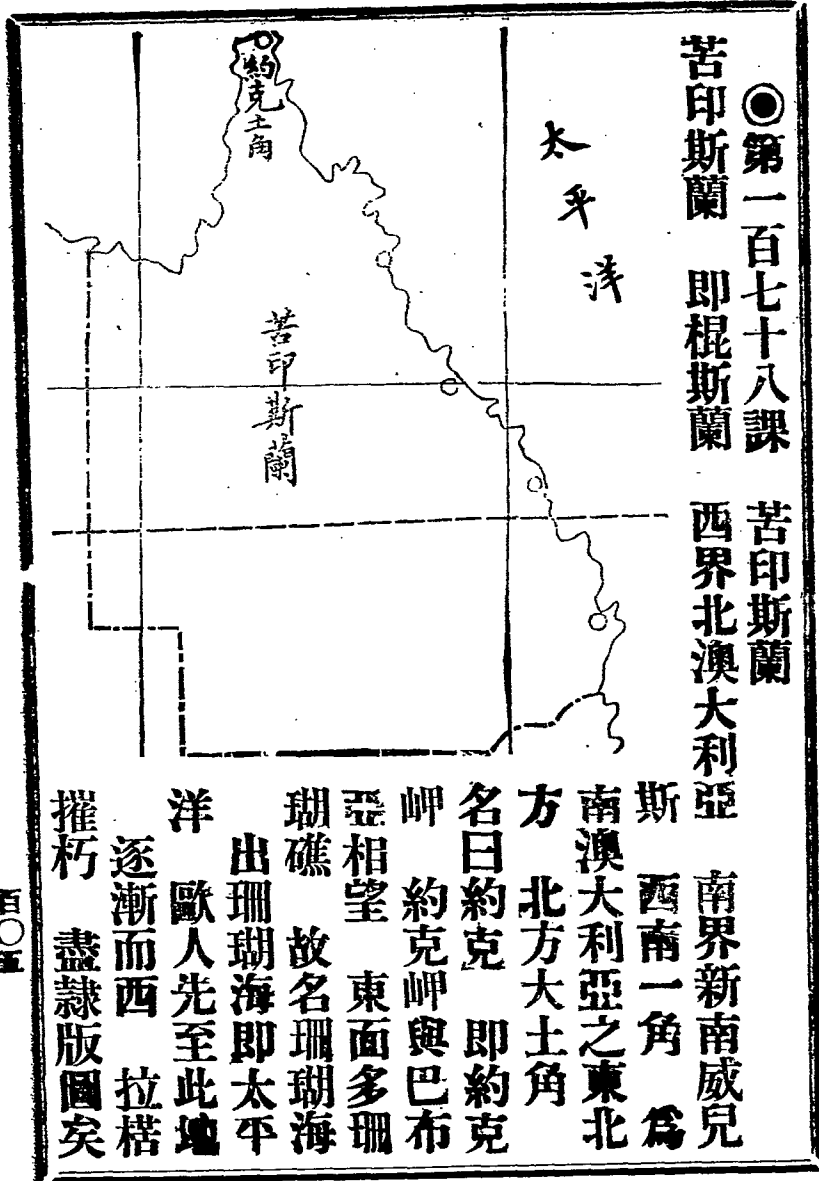 ◉第一百七十八課　苦印斯蘭
苦印斯蘭　即棍斯蘭　西界北澳大利亞　南界新南威兒
斯　西南一角　爲
南澳大利亞之東北
方　北方大土角
名曰約克　即約克
岬　約克岬與巴布
亞相望　東面多珊
瑚礁　故名珊瑚海
出珊瑚海即太平
洋　歐人先至此地
逐漸而西　拉楛
摧朽　盡隸版圖矣
太平洋
約克土角
苦印斯蘭
百〇五